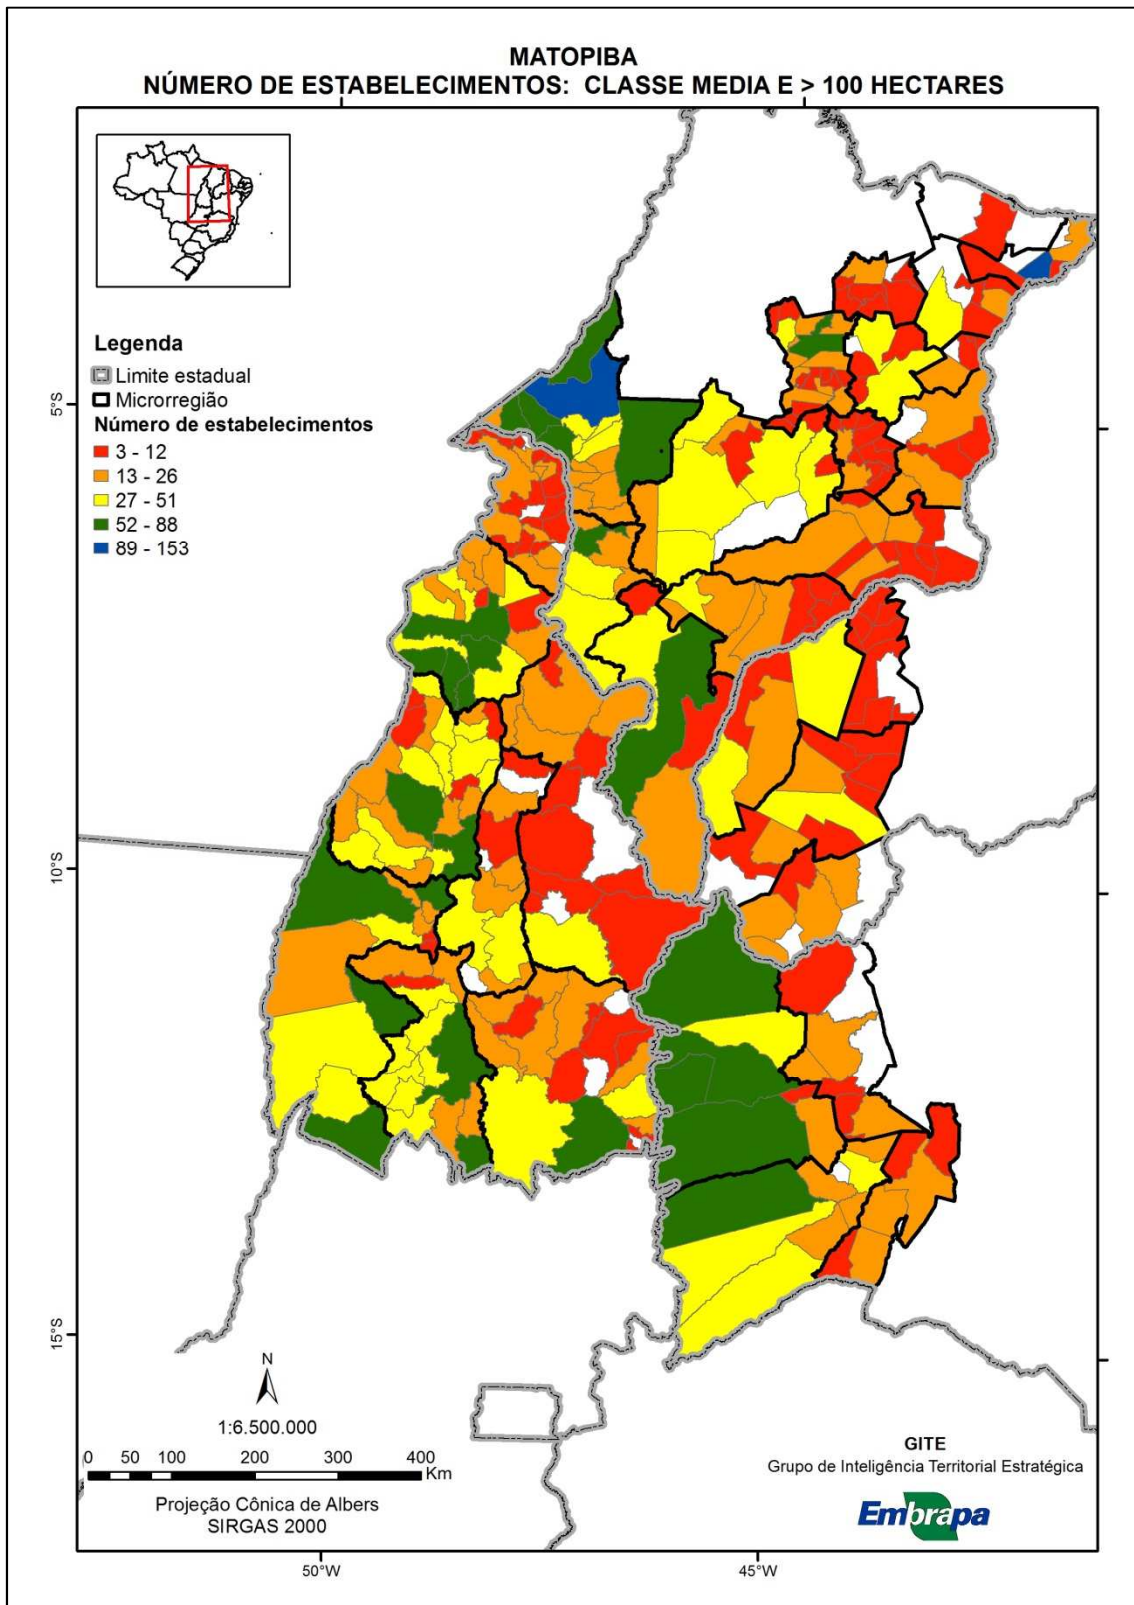 MATOPIBA
NÚMERO DE ESTABELECIMENTOS: CLASSE MEDIA E > 100 HECTARES
Legenda
Limite estadual
Microrregião
Número de estabelecimentos
3 - 12
13 - 26
27 - 51
52 - 88
89 - 153
5°S
10°S
15°S
N
1:6.500.000
0 50 100 200 300 400
Km
Projeção Cônica de Albers
SIRGAS 2000
GITE
Grupo de Inteligência Territorial Estratégica
Embrapa
50°W 45°W